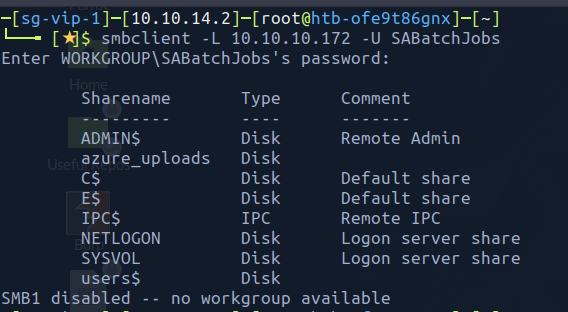 ─[sg-vip-1]─[10.10.14.2]─[root@htb-ofe9t86gnx]─[~]
└──╼ [★]$ smbclient -L 10.10.10.172 -U SABatchJobs
Enter WORKGROUP\SABatchJobs's password:
Home
Sharename Type Comment
--------- ---- -------
ADMIN$ Disk Remote Admin
azure_uploads Disk
C$ Disk Default share
E$ Disk Default share
IPC$ IPC Remote IPC
NETLOGON Disk Logon server share
SYSVOL Disk Logon server share
users$ Disk
SMB1 disabled -- no workgroup available